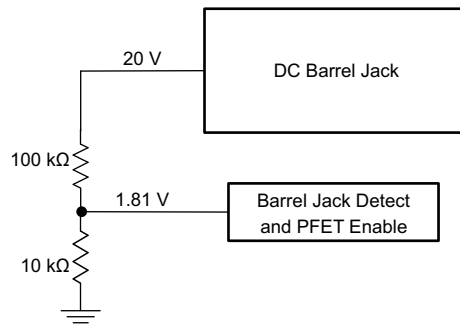 20 V
DC Barrel Jack
100 kΩ
1.81 V
Barrel Jack Detect
and PFET Enable
10 kΩ